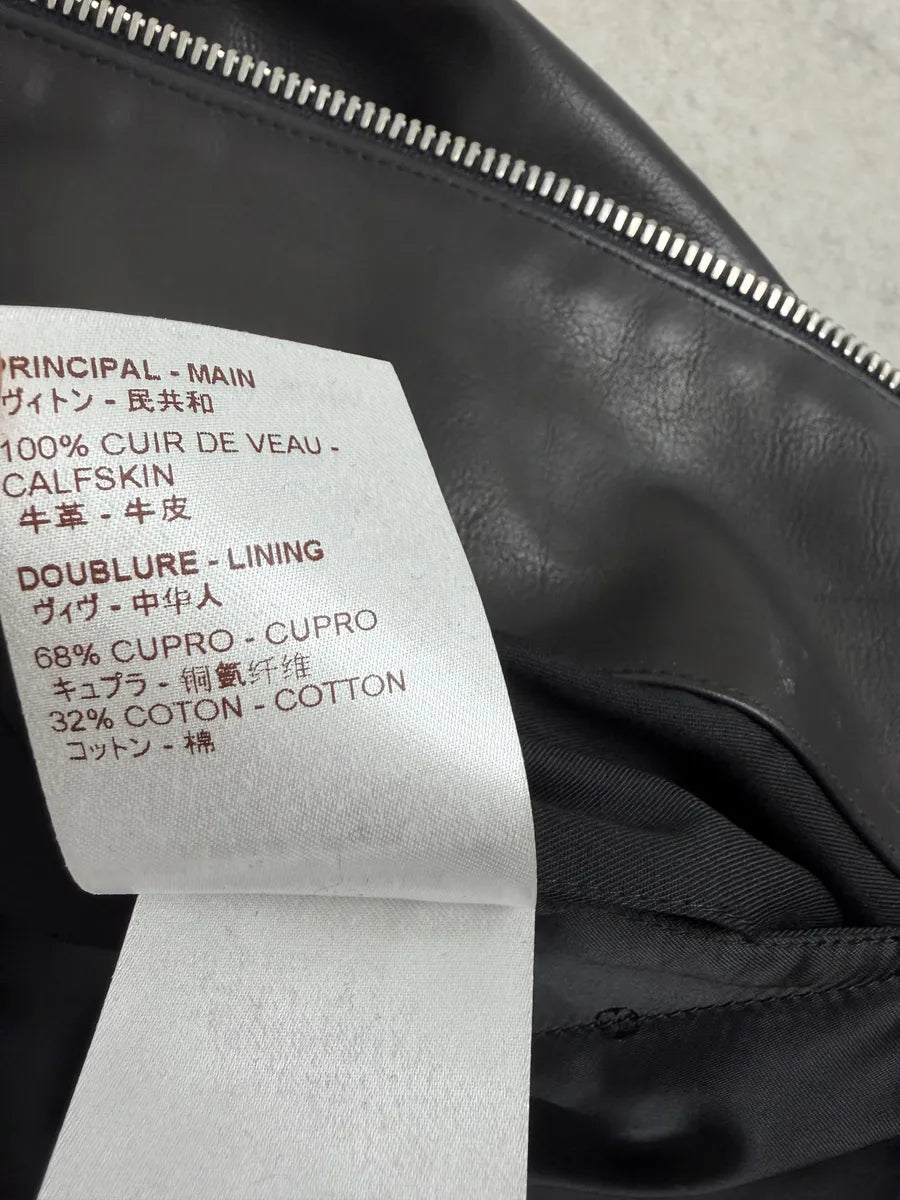 PRINCIPAL - MAIN
ヴィトン - 民共和
100% CUIR DE VEAU -
CALFSKIN
牛革 - 牛皮
DOUBLURE - LINING
ヴィヴ - 中华人
68% CUPRO - CUPRO
キュプラ - 铜氨纤维
32% COTON - COTTON
コットン - 棉